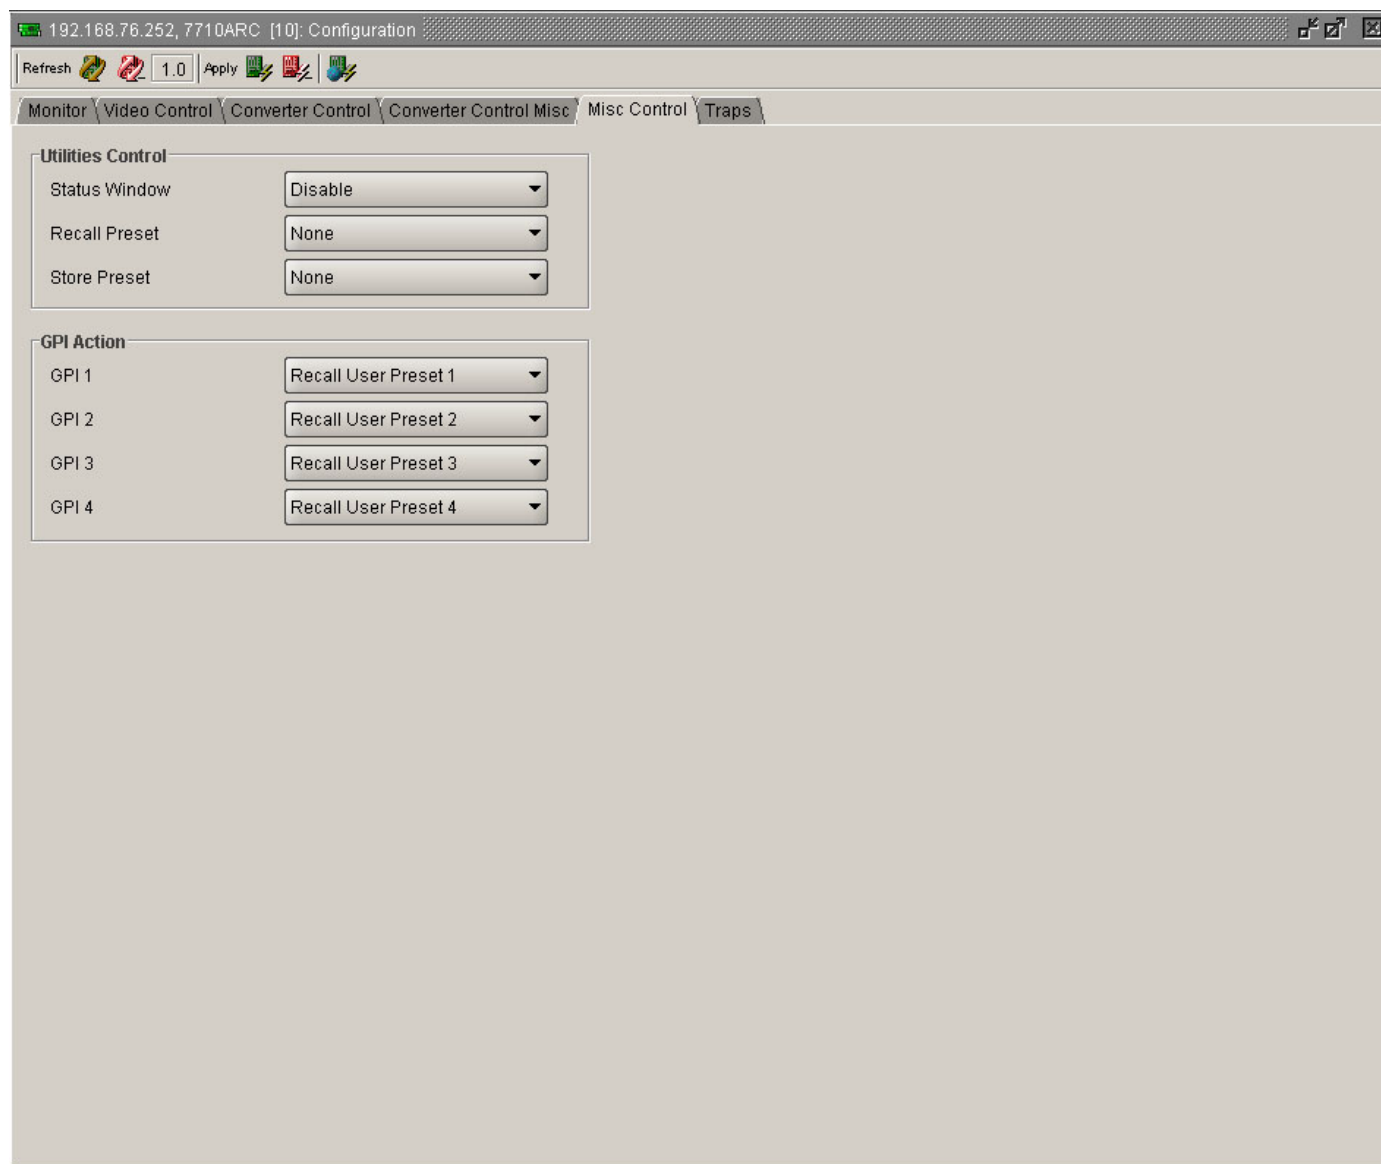 192.168.76.252, 7710ARC [10]: Configuration
Refresh 1.0 Apply
Monitor Video Control Converter Control Converter Control Misc Misc Control Traps
Utilities Control
Status Window Disable
Recall Preset None
Store Preset None
GPI Action
GPI 1 Recall User Preset 1
GPI 2 Recall User Preset 2
GPI 3 Recall User Preset 3
GPI 4 Recall User Preset 4